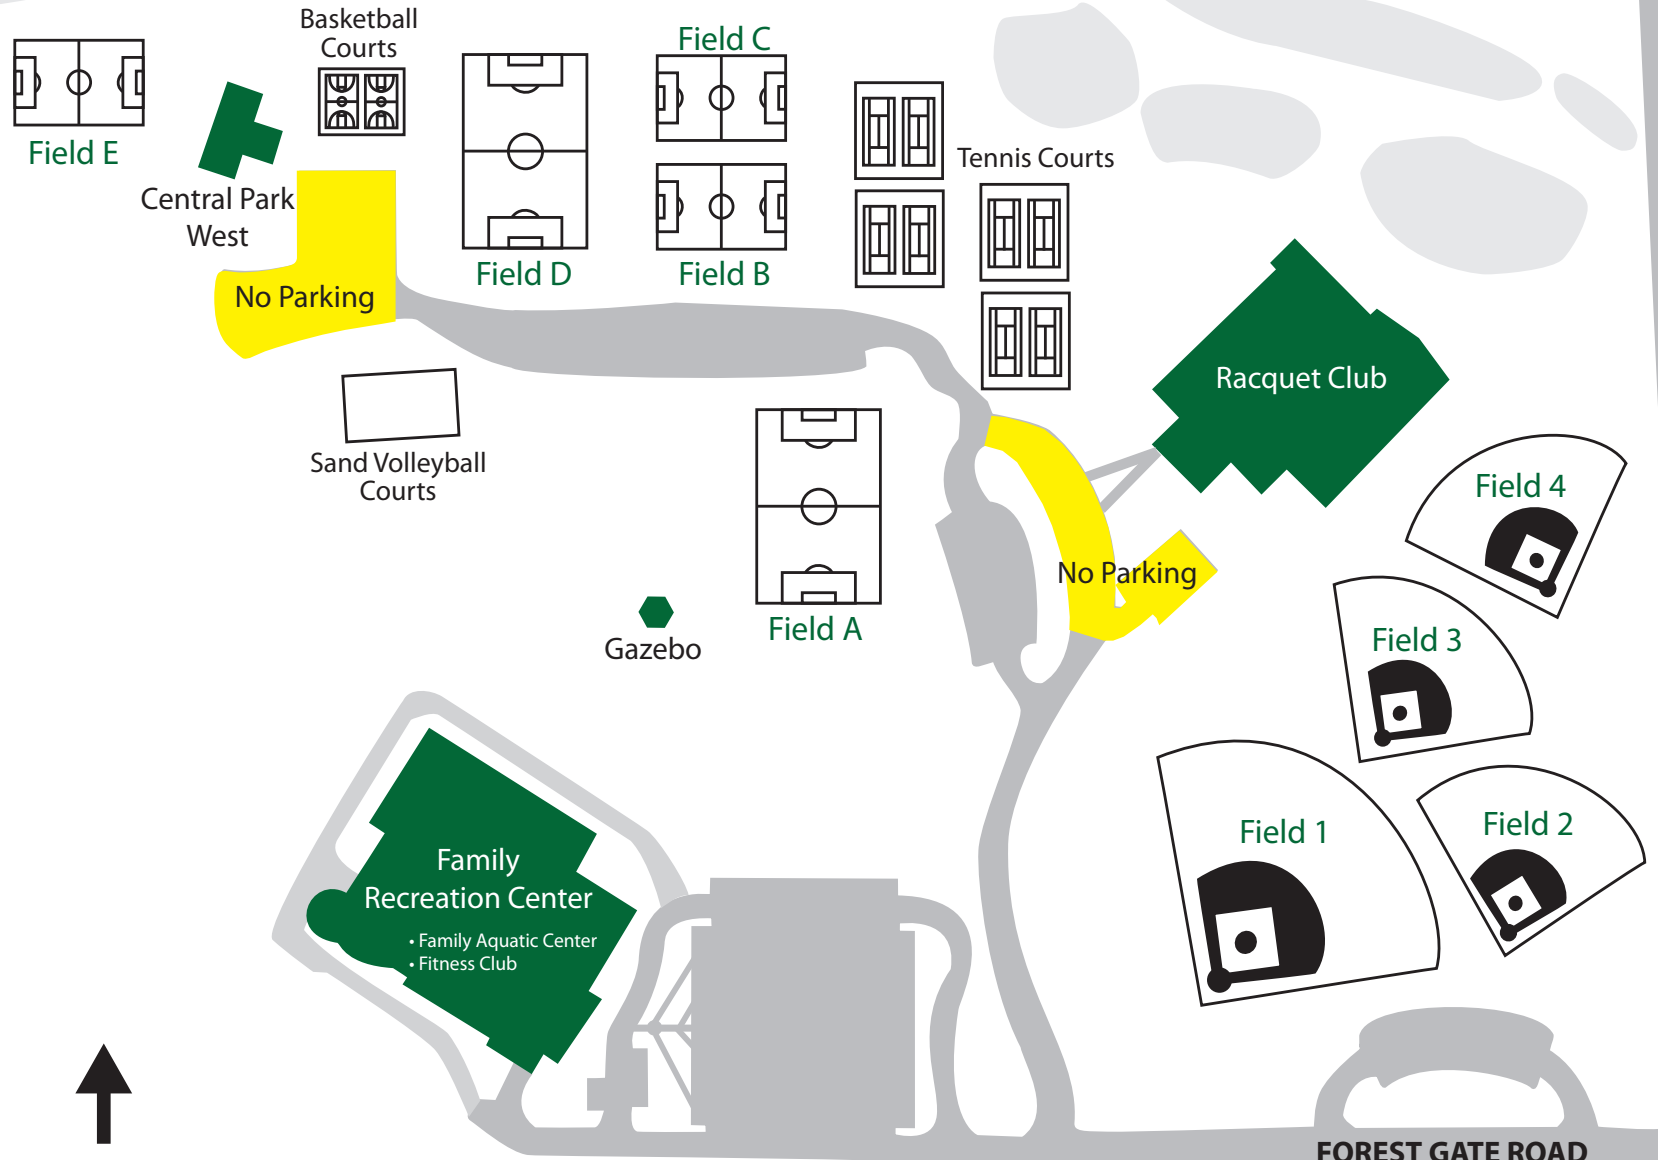 Basketball
Courts
Field C
Field E
Tennis Courts
Central Park
West
Field D
Field B
No Parking
Racquet Club
Sand Volleyball
Courts
Field 4
No Parking
Field A
Field 3
Gazebo
Field 1
Field 2
Family
Recreation Center
• Family Aquatic Center
• Fitness Club
FOREST GATE ROAD